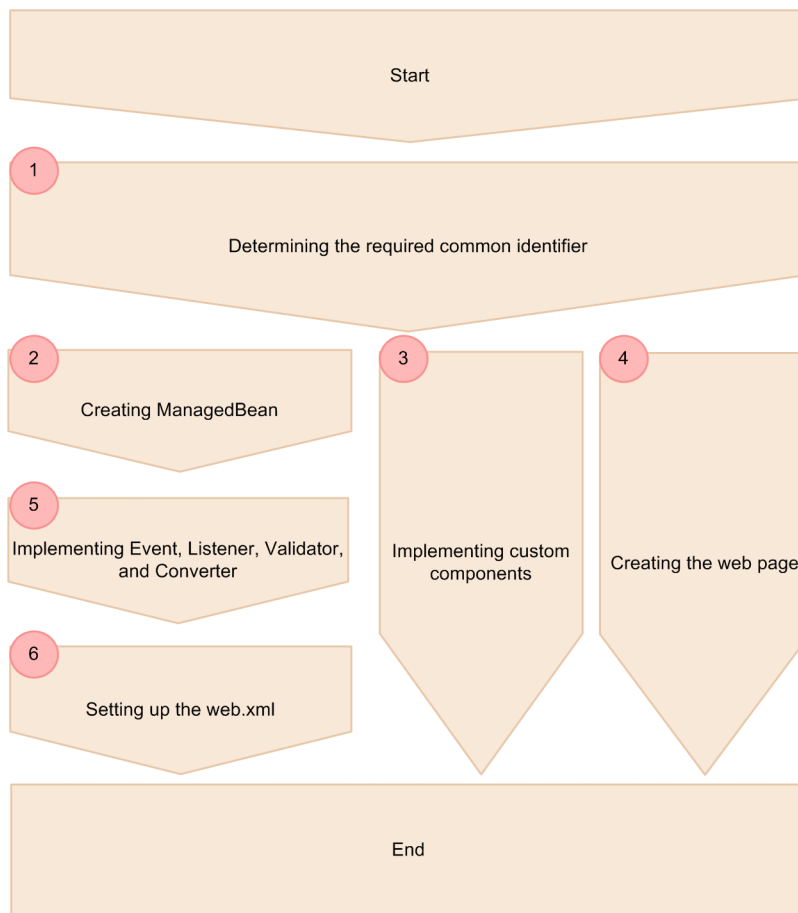 Start
1
Determining the required common identifier
2
Creating ManagedBean
3
Implementing custom
components
4
Creating the web page
5
Implementing Event, Listener, Validator,
and Converter
6
Setting up the web.xml
End